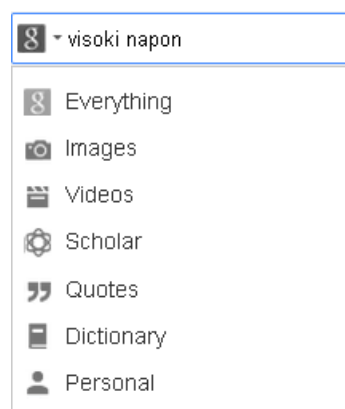 visoki napon
Everything
Images
Videos
Scholar
Quotes
Dictionary
Personal